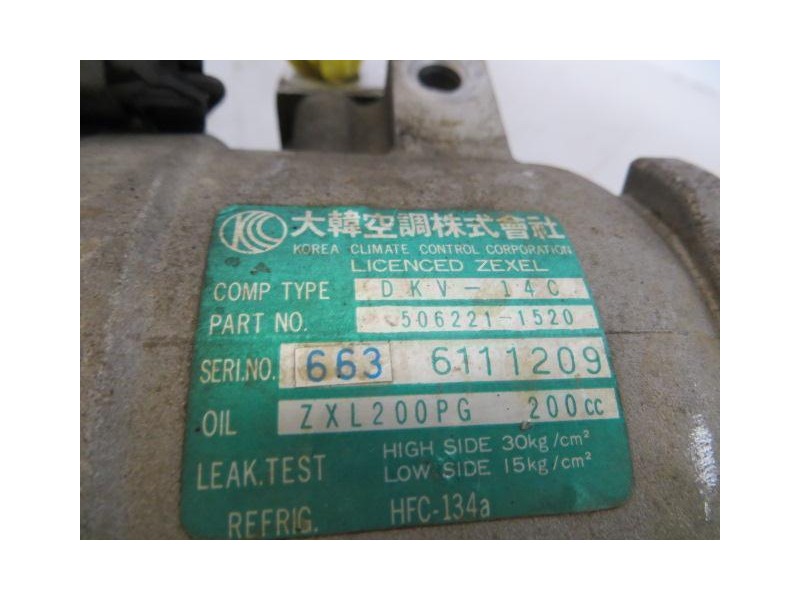 KCC 大韓空調株式會社
KOREA CLIMATE CONTROL CORPORATION
LICENCED ZEXEL
COMP TYPE DKV-14C
PART NO. 506221-1520
SERI.NO. 663 6111209
OIL ZXL200PG 200cc
LEAK.TEST HIGH SIDE 30kg/cm²
LOW SIDE 15kg/cm²
REFRIG. HFC-134a